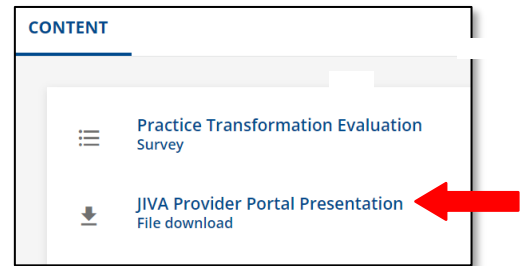 CONTENT
Practice Transformation Evaluation
Survey
JIVA Provider Portal Presentation
File download